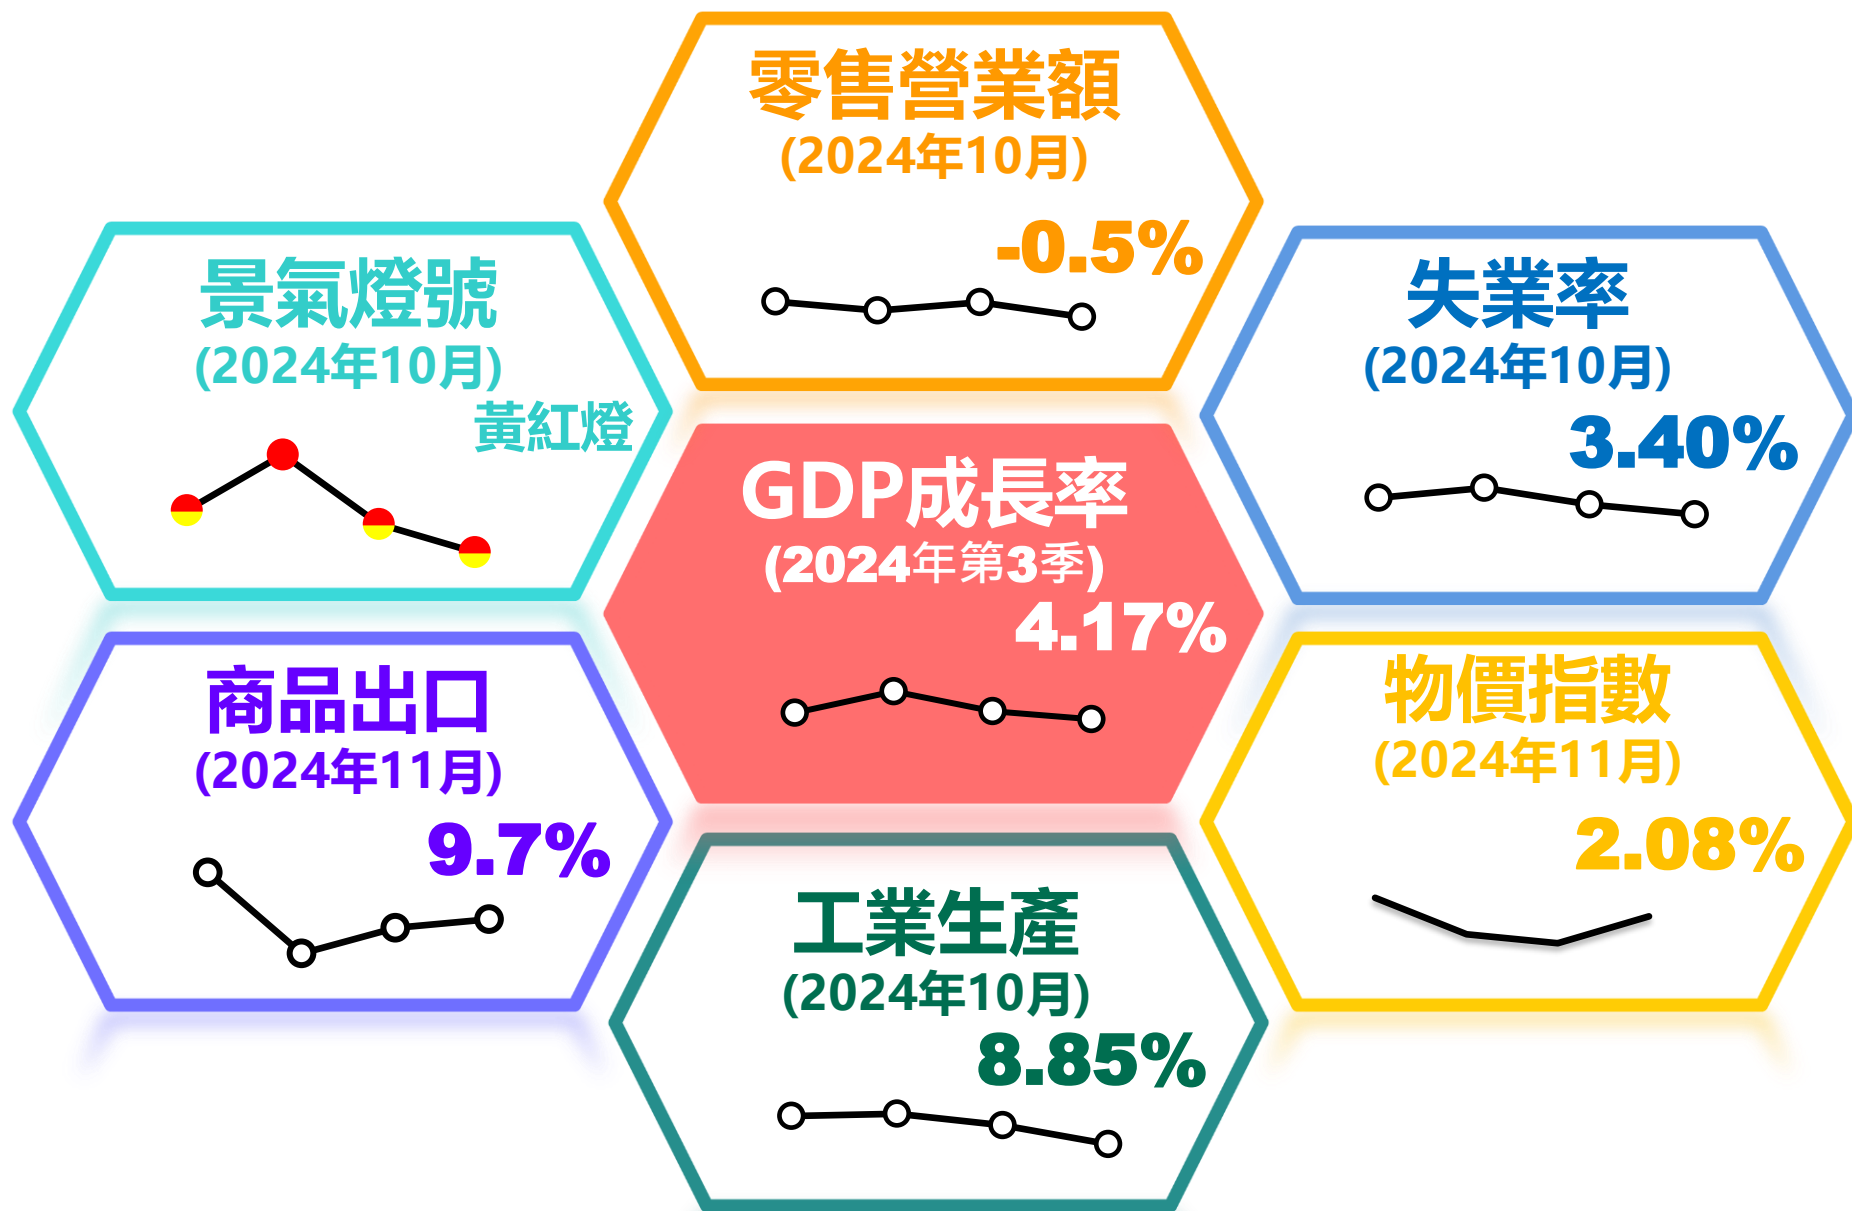 零售營業額
(2024年10月)
-0.5%
景氣燈號
(2024年10月)
黃紅燈
失業率
(2024年10月)
3.40%
GDP成長率
(2024年第3季)
4.17%
商品出口
(2024年11月)
9.7%
物價指數
(2024年11月)
2.08%
工業生產
(2024年10月)
8.85%